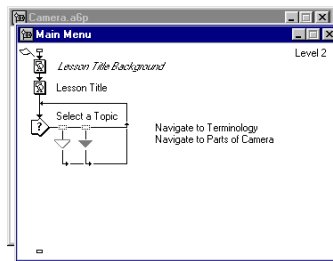 Camera.a6p
Main Menu
Level 2
Lesson Title Background
Lesson Title
Select a Topic
?
Navigate to Terminology
Navigate to Parts of Camera